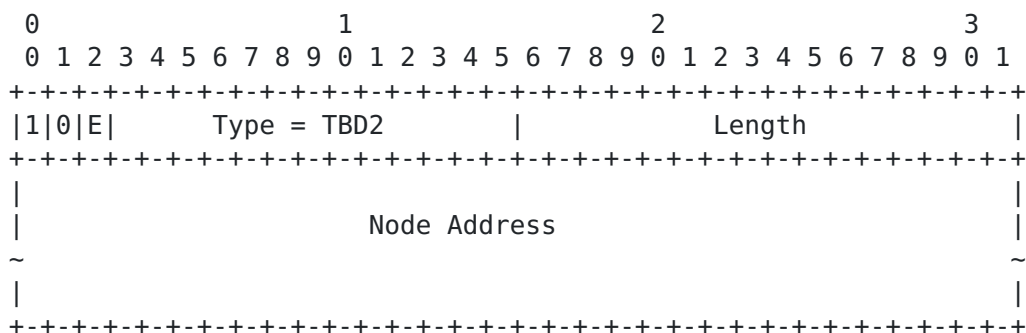 0                   1                   2                   3
 0 1 2 3 4 5 6 7 8 9 0 1 2 3 4 5 6 7 8 9 0 1 2 3 4 5 6 7 8 9 0 1
+-+-+-+-+-+-+-+-+-+-+-+-+-+-+-+-+-+-+-+-+-+-+-+-+-+-+-+-+-+-+-+-+
|1|0|E|      Type = TBD2        |            Length             |
+-+-+-+-+-+-+-+-+-+-+-+-+-+-+-+-+-+-+-+-+-+-+-+-+-+-+-+-+-+-+-+-+
|                                                               |
|                      Node Address                             |
~                                                               ~
|                                                               |
+-+-+-+-+-+-+-+-+-+-+-+-+-+-+-+-+-+-+-+-+-+-+-+-+-+-+-+-+-+-+-+-+